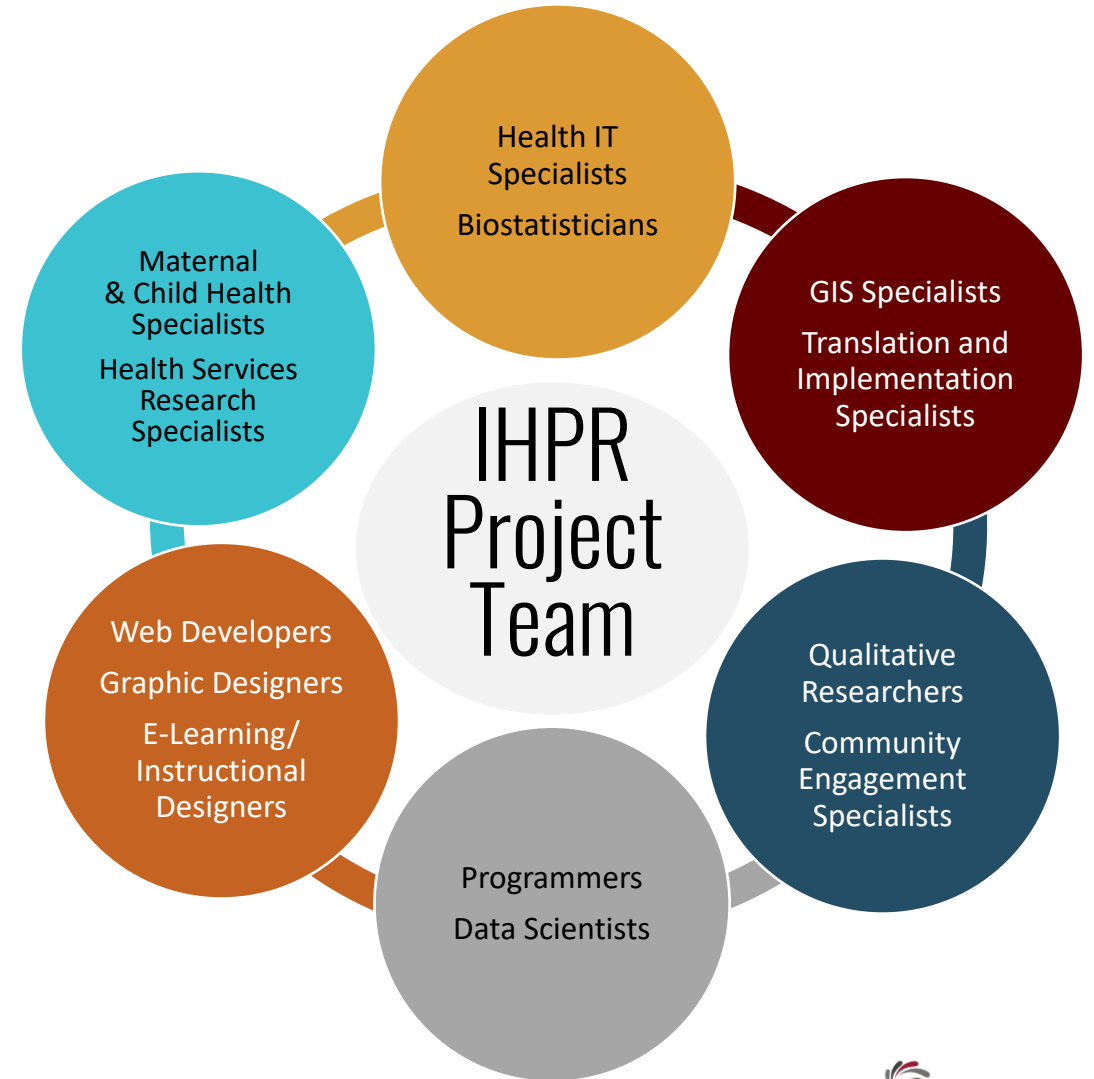 Health IT
Specialists
Biostatisticians
GIS Specialists
Translation and
Implementation
Specialists
Qualitative
Researchers
Community
Engagement
Specialists
Programmers
Data Scientists
Web Developers
Graphic Designers
E-Learning/
Instructional
Designers
Maternal
& Child Health
Specialists
Health Services
Research
Specialists
IHPR
Project
Team